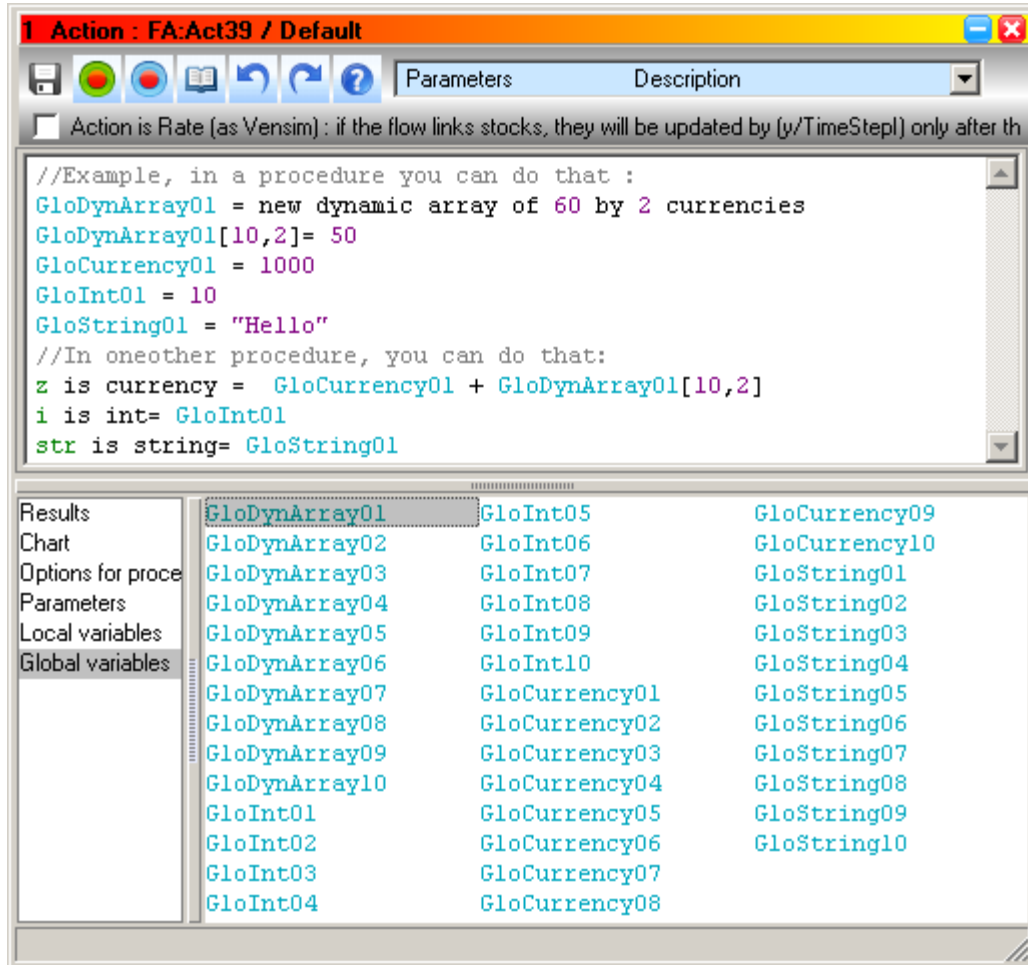 1 Action : FA:Act39 / Default
Parameters Description
Action is Rate (as Vensim) : if the flow links stocks, they will be updated by (y/TimeStepI) only after th
//Example, in a procedure you can do that :
GloDynArray01 = new dynamic array of 60 by 2 currencies
GloDynArray01[10,2]= 50
GloCurrency01 = 1000
GloInt01 = 10
GloString01 = "Hello"
//In oneother procedure, you can do that:
z is currency =  GloCurrency01 + GloDynArray01[10,2]
i is int= GloInt01
str is string= GloString01
Results
Chart
Options for proce
Parameters
Local variables
Global variables
GloDynArray01 GloInt05 GloCurrency09
GloDynArray02 GloInt06 GloCurrency10
GloDynArray03 GloInt07 GloString01
GloDynArray04 GloInt08 GloString02
GloDynArray05 GloInt09 GloString03
GloDynArray06 GloInt10 GloString04
GloDynArray07 GloCurrency01 GloString05
GloDynArray08 GloCurrency02 GloString06
GloDynArray09 GloCurrency03 GloString07
GloDynArray10 GloCurrency04 GloString08
GloInt01 GloCurrency05 GloString09
GloInt02 GloCurrency06 GloString10
GloInt03 GloCurrency07
GloInt04 GloCurrency08